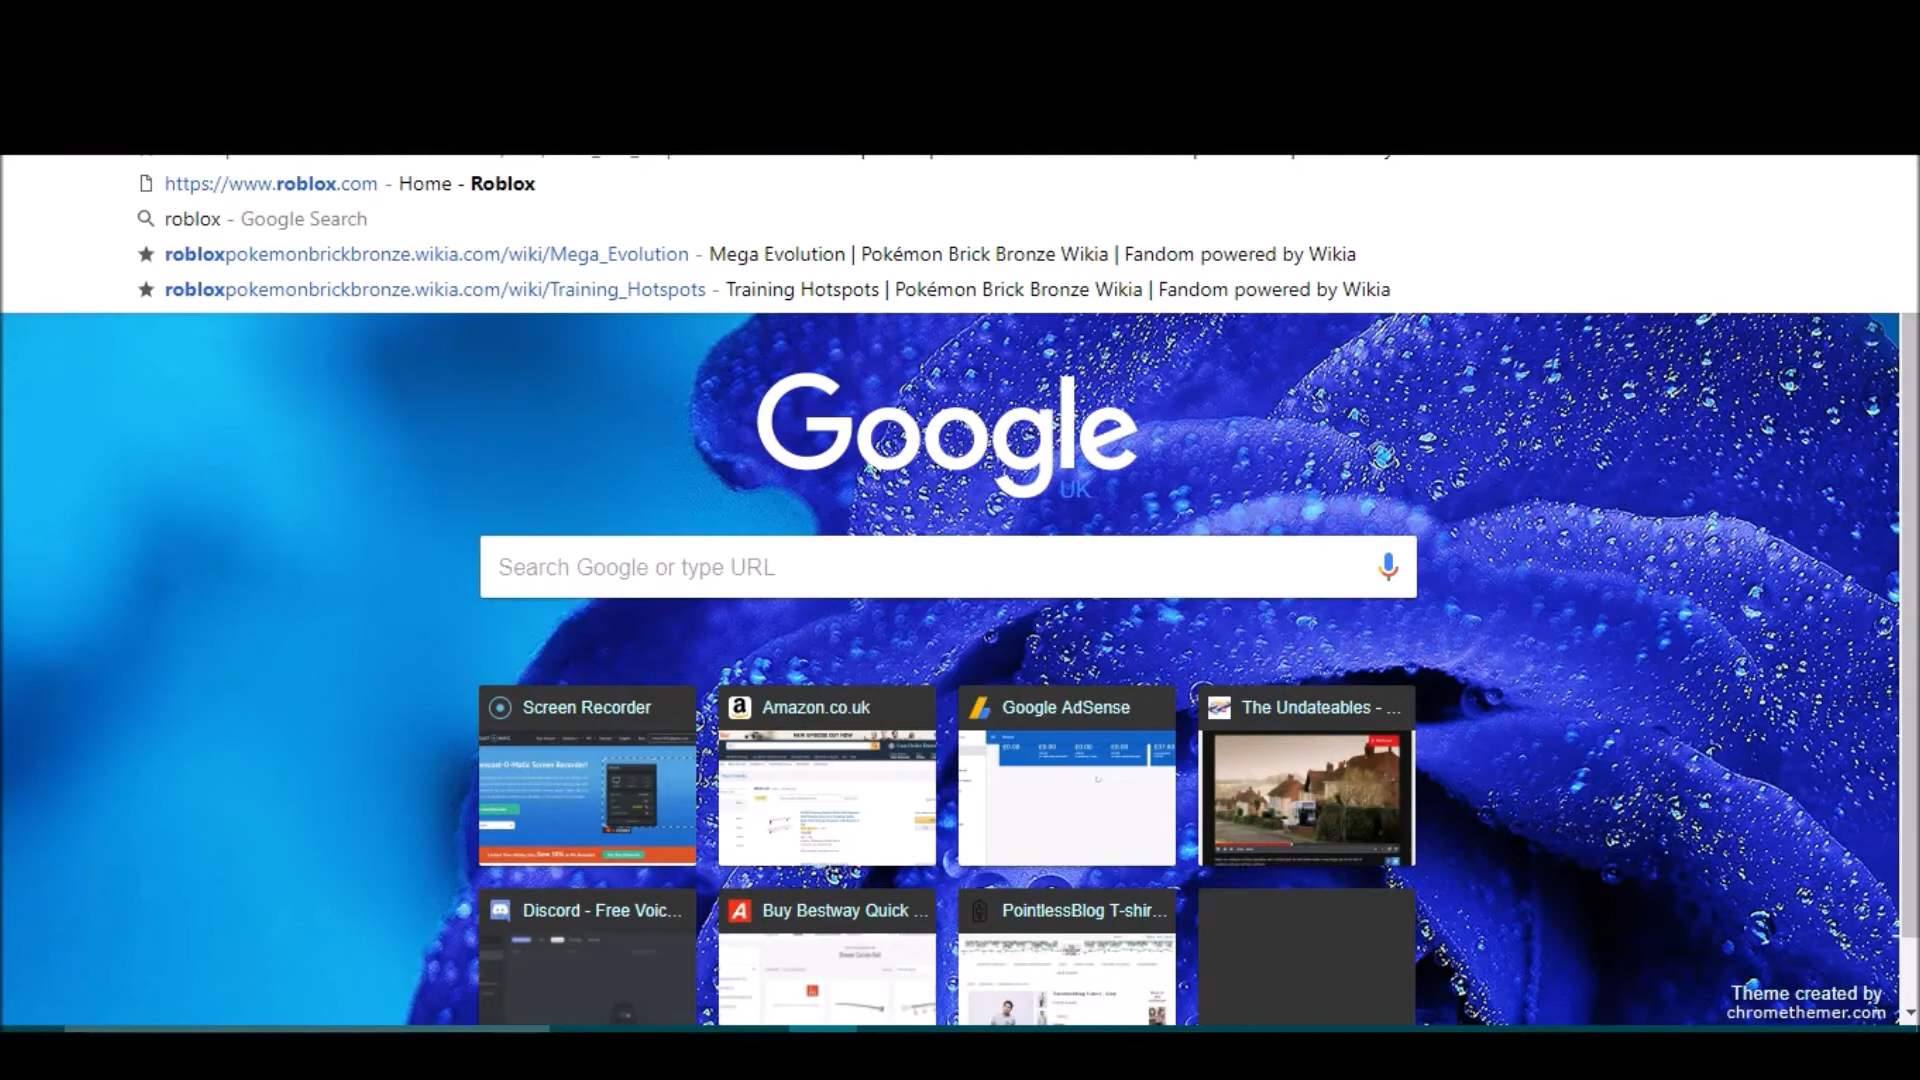 https://www.roblox.com - Home - Roblox
roblox - Google Search
robloxpokemonbrickbronze.wikia.com/wiki/Mega_Evolution - Mega Evolution | Pokémon Brick Bronze Wikia | Fandom powered by Wikia
robloxpokemonbrickbronze.wikia.com/wiki/Training_Hotspots - Training Hotspots | Pokémon Brick Bronze Wikia | Fandom powered by Wikia
Google
UK
Search Google or type URL
Screen Recorder
Amazon.co.uk
Google AdSense
The Undateables - ...
Discord - Free Voic...
Buy Bestway Quick ...
PointlessBlog T-shir...
Theme created by
chromethemer.com